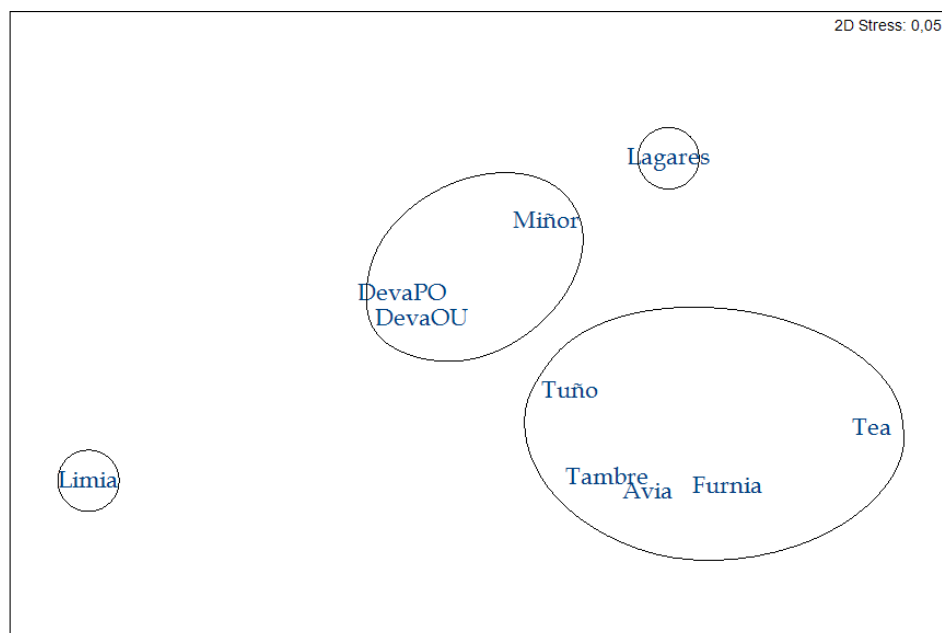 2D Stress: 0,05
Lagares
Miñor
DevaPO
DevaOU
Tuño
Tea
Tambre
Avia
Furnia
Limia